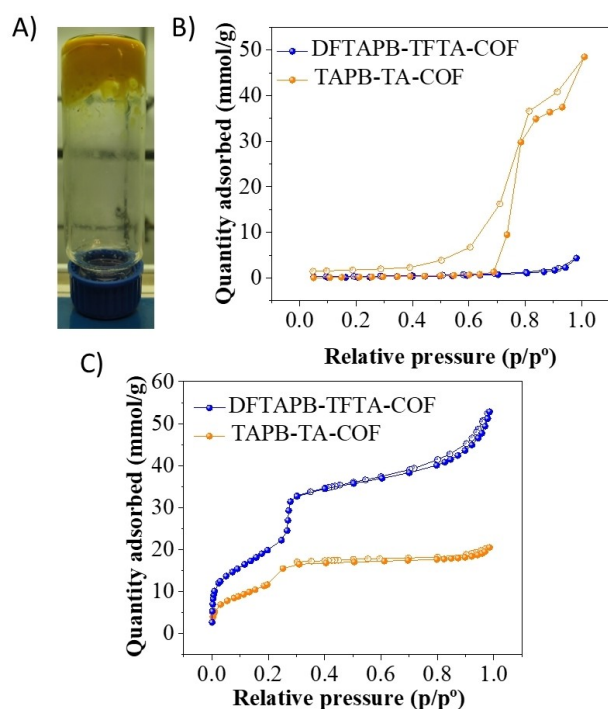 A)
B)
DFTAPB-TFTA-COF
TAPB-TA-COF
Quantity adsorbed (mmol/g)
50
40
30
20
10
0
0.0 0.2 0.4 0.6 0.8 1.0
Relative pressure (p/pº)
C)
DFTAPB-TFTA-COF
TAPB-TA-COF
Quantity adsorbed (mmol/g)
60
50
40
30
20
10
0
0.0 0.2 0.4 0.6 0.8 1.0
Relative pressure (p/pº)